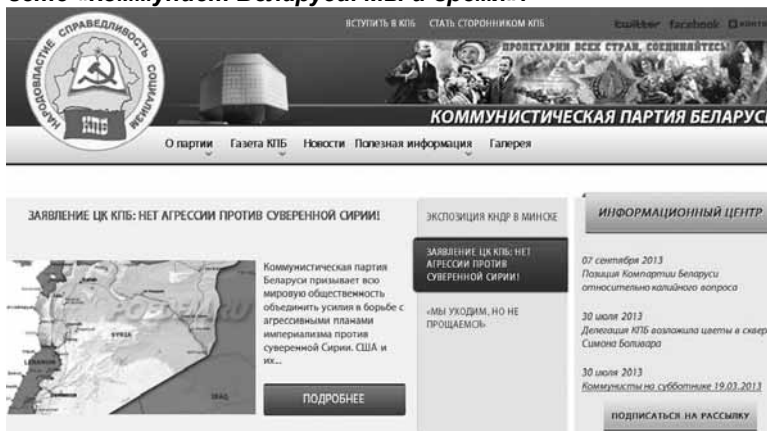 ВСТУПИТЬ В КПБ СТАТЬ СТОРОННИКОМ КПБ twitter facebook
НАРОДОВЛАСТИЕ СПРАВЕДЛИВОСТЬ СОЦИАЛИЗМ
КПБ
ПРОЛЕТАРИИ ВСЕХ СТРАН, СОЕДИНЯЙТЕСЬ!
КОММУНИСТИЧЕСКАЯ ПАРТИЯ БЕЛАРУСИ
О партии Газета КПБ Новости Полезная информация Галерея
ЗАЯВЛЕНИЕ ЦК КПБ: НЕТ АГРЕССИИ ПРОТИВ СУВЕРЕННОЙ СИРИИ!
SYRIA
Коммунистическая партия
Беларуси призывает всю
мировую общественность
объединить усилия в борьбе с
агрессивными планами
империализма против
суверенной Сирии. США и
их...
ПОДРОБНЕЕ
ЭКСПОЗИЦИЯ КНДР В МИНСКЕ
ЗАЯВЛЕНИЕ ЦК КПБ: НЕТ
АГРЕССИИ ПРОТИВ
СУВЕРЕННОЙ СИРИИ!
«МЫ УХОДИМ, НО НЕ
ПРОЩАЕМСЯ»
ИНФОРМАЦИОННЫЙ ЦЕНТР
07 сентября 2013
Позиция Компартии Беларуси
относительно калийного вопроса
30 июля 2013
Делегация КПБ возложила цветы в сквер
Симона Боливара
30 июля 2013
Коммунисты на субботнике 19.03.2013
ПОДПИСАТЬСЯ НА РАССЫЛКУ